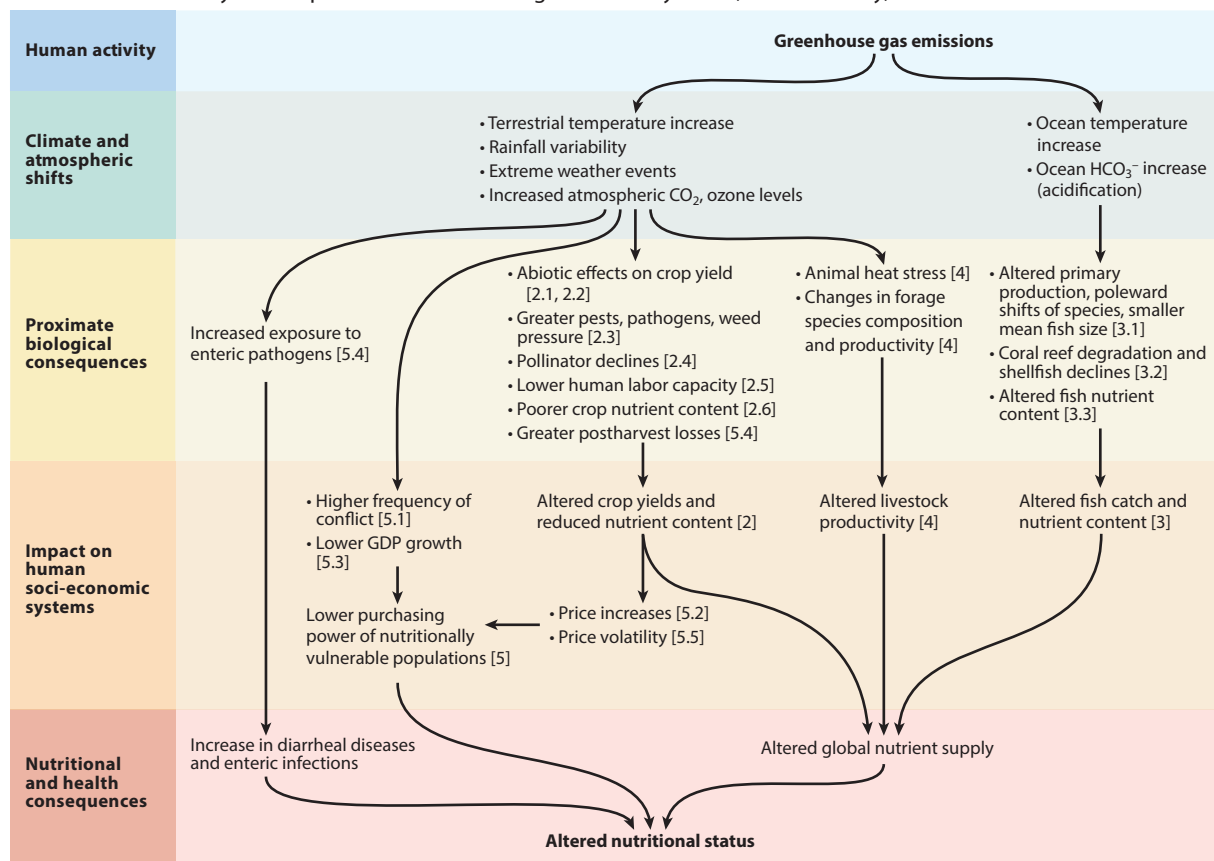 Human activity
Greenhouse gas emissions
Climate and
atmospheric
shifts
• Terrestrial temperature increase
• Rainfall variability
• Extreme weather events
• Increased atmospheric CO₂, ozone levels
• Ocean temperature
increase
• Ocean HCO₃⁻ increase
(acidification)
Proximate
biological
consequences
Increased exposure to
enteric pathogens [5.4]
• Abiotic effects on crop yield
[2.1, 2.2]
• Greater pests, pathogens, weed
pressure [2.3]
• Pollinator declines [2.4]
• Lower human labor capacity [2.5]
• Poorer crop nutrient content [2.6]
• Greater postharvest losses [5.4]
• Animal heat stress [4]
• Changes in forage
species composition
and productivity [4]
• Altered primary
production, poleward
shifts of species, smaller
mean fish size [3.1]
• Coral reef degradation and
shellfish declines [3.2]
• Altered fish nutrient
content [3.3]
Impact on
human
soci-economic
systems
• Higher frequency of
conflict [5.1]
• Lower GDP growth
[5.3]
Altered crop yields and
reduced nutrient content [2]
Altered livestock
productivity [4]
Altered fish catch and
nutrient content [3]
Lower purchasing
power of nutritionally
vulnerable populations [5]
• Price increases [5.2]
• Price volatility [5.5]
Nutritional
and health
consequences
Increase in diarrheal diseases
and enteric infections
Altered global nutrient supply
Altered nutritional status